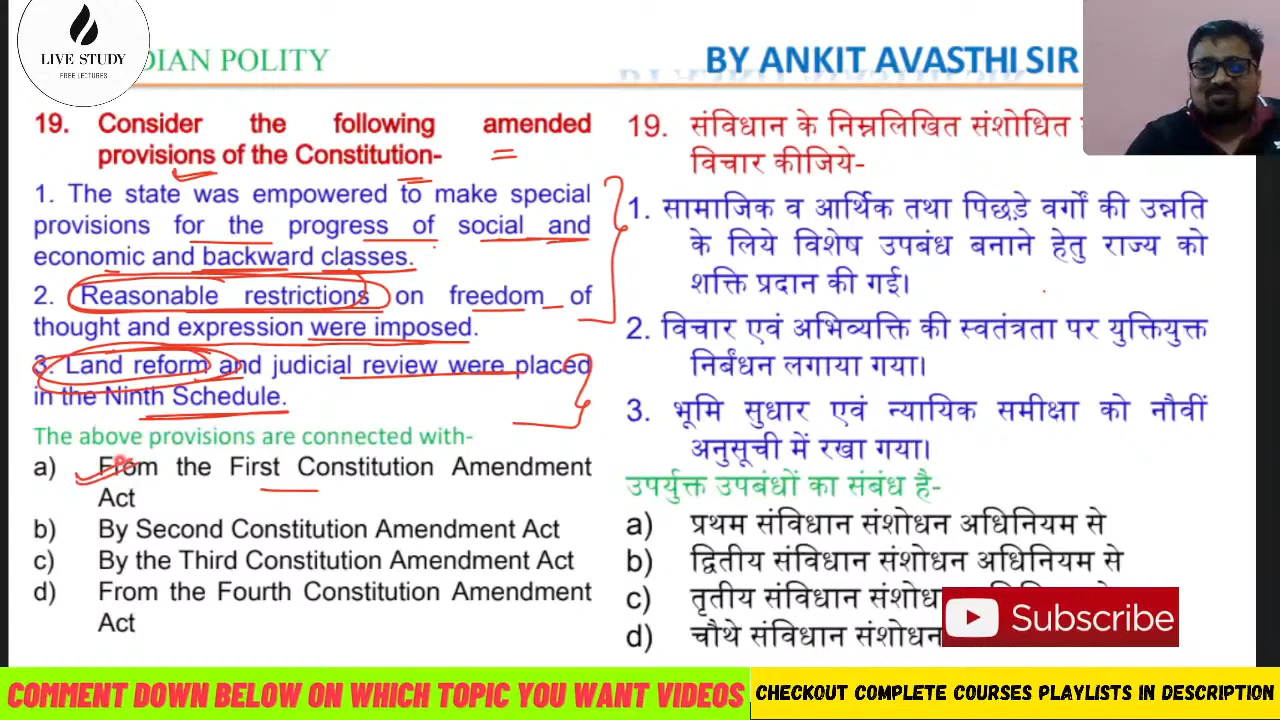 LIVE STUDY
FREE LECTURES
DIAN POLITY
BY ANKIT AVASTHI SIR
19. Consider the following amended
provisions of the Constitution-
1. The state was empowered to make special
provisions for the progress of social and
economic and backward classes.
2. Reasonable restrictions on freedom of
thought and expression were imposed.
3. Land reform and judicial review were placed
in the Ninth Schedule.
The above provisions are connected with-
a) From the First Constitution Amendment
Act
b) By Second Constitution Amendment Act
c) By the Third Constitution Amendment Act
d) From the Fourth Constitution Amendment
Act
19. संविधान के निम्नलिखित संशोधित
विचार कीजिये-
1. सामाजिक व आर्थिक तथा पिछड़े वर्गों की उन्नति
के लिये विशेष उपबंध बनाने हेतु राज्य को
शक्ति प्रदान की गई।
2. विचार एवं अभिव्यक्ति की स्वतंत्रता पर युक्तियुक्त
निर्बंधन लगाया गया।
3. भूमि सुधार एवं न्यायिक समीक्षा को नौवीं
अनुसूची में रखा गया।
उपर्युक्त उपबंधों का संबंध है-
a) प्रथम संविधान संशोधन अधिनियम से
b) द्वितीय संविधान संशोधन अधिनियम से
c) तृतीय संविधान
d) चौथे संविधान संशोधन
Subscribe
COMMENT DOWN BELOW ON WHICH TOPIC YOU WANT VIDEOS
CHECKOUT COMPLETE COURSES PLAYLISTS IN DESCRIPTION